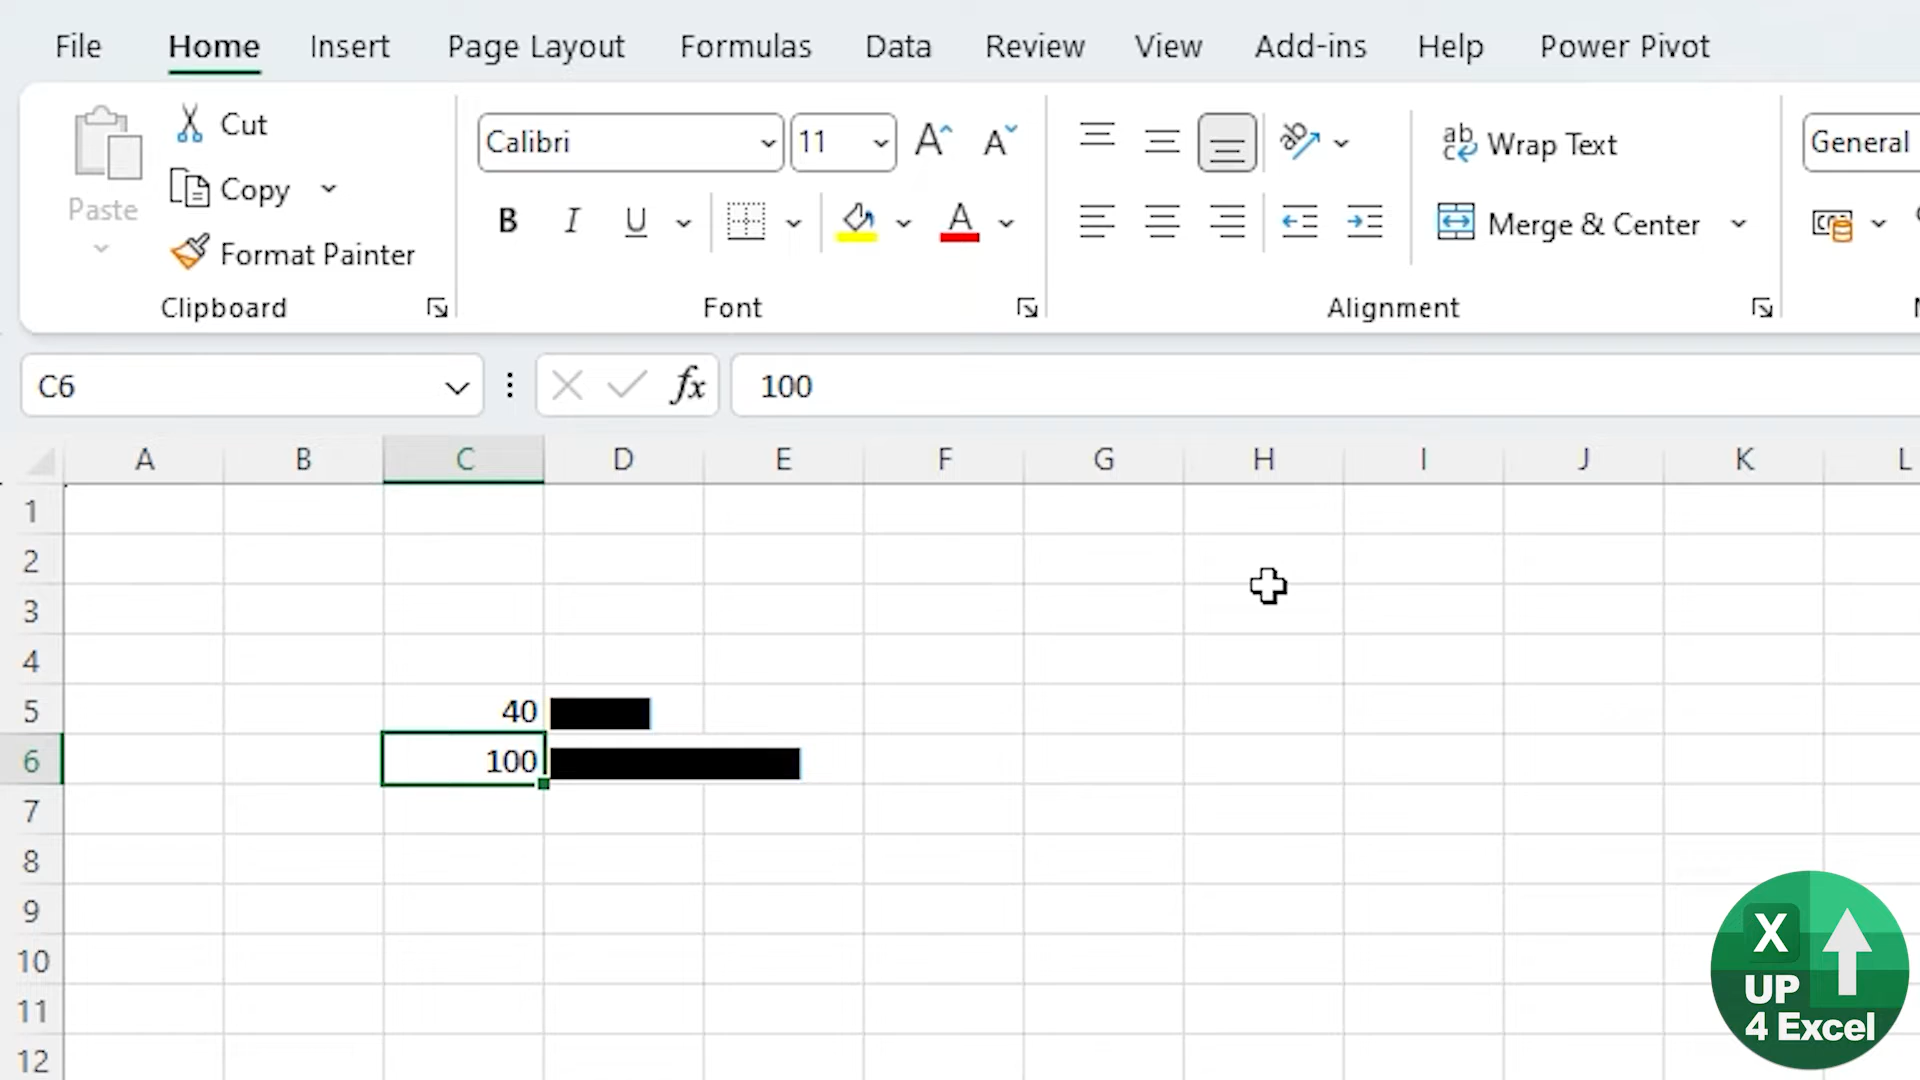 File Home Insert Page Layout Formulas Data Review View Add-ins Help Power Pivot
Cut
Calibri 11 A A Wrap Text General
Copy
Paste B I U A Merge & Center
Format Painter
Clipboard Font Alignment
C6 fx 100
A B C D E F G H I J K L
1
2
3
4
5 40
6 100
7
8
9
10
11
12
X
UP
4 Excel